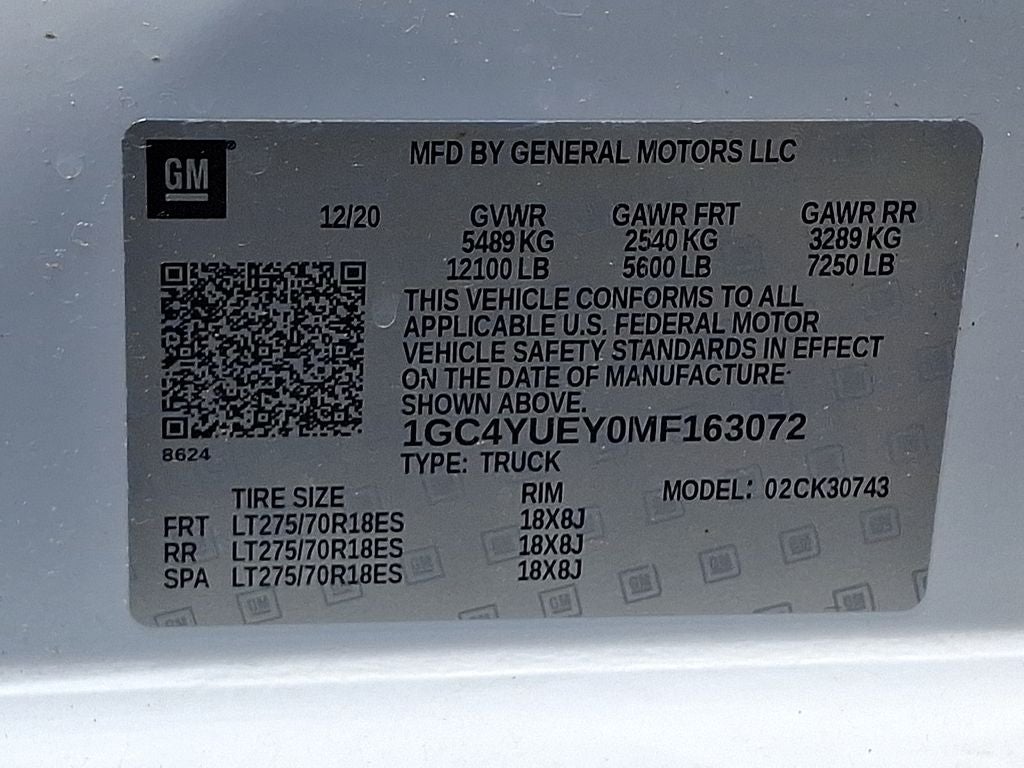 GM
MFD BY GENERAL MOTORS LLC
12/20 GVWR GAWR FRT GAWR RR
5489 KG 2540 KG 3289 KG
12100 LB 5600 LB 7250 LB
THIS VEHICLE CONFORMS TO ALL
APPLICABLE U.S. FEDERAL MOTOR
VEHICLE SAFETY STANDARDS IN EFFECT
ON THE DATE OF MANUFACTURE
SHOWN ABOVE.
1GC4YUEY0MF163072
8624
TYPE: TRUCK
TIRE SIZE RIM MODEL: 02CK30743
FRT LT275/70R18ES 18X8J
RR LT275/70R18ES 18X8J
SPA LT275/70R18ES 18X8J